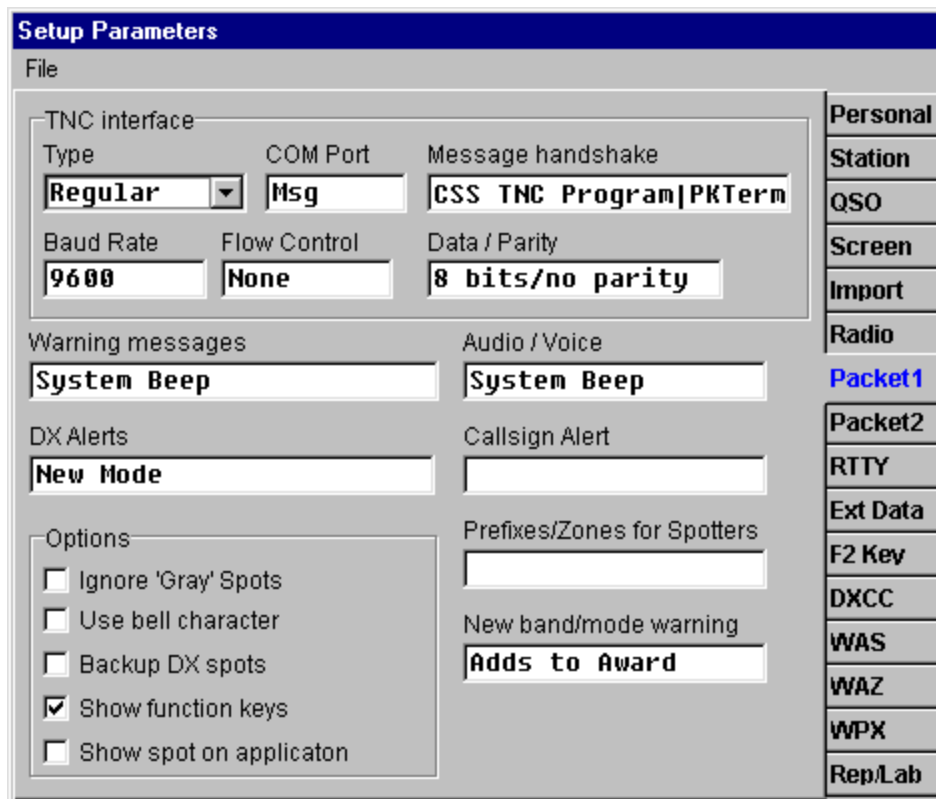 Setup Parameters
File
TNC interface
Type
COM Port
Message handshake
Regular
Msg
CSS TNC Program|PKTerm
Baud Rate
Flow Control
Data / Parity
9600
None
8 bits/no parity
Warning messages
Audio / Voice
System Beep
System Beep
DX Alerts
Callsign Alert
New Mode
Options
Ignore 'Gray' Spots
Use bell character
Backup DX spots
Show function keys
Show spot on applicaton
Prefixes/Zones for Spotters
New band/mode warning
Adds to Award
Personal
Station
QSO
Screen
Import
Radio
Packet1
Packet2
RTTY
Ext Data
F2 Key
DXCC
WAS
WAZ
WPX
Rep/Lab